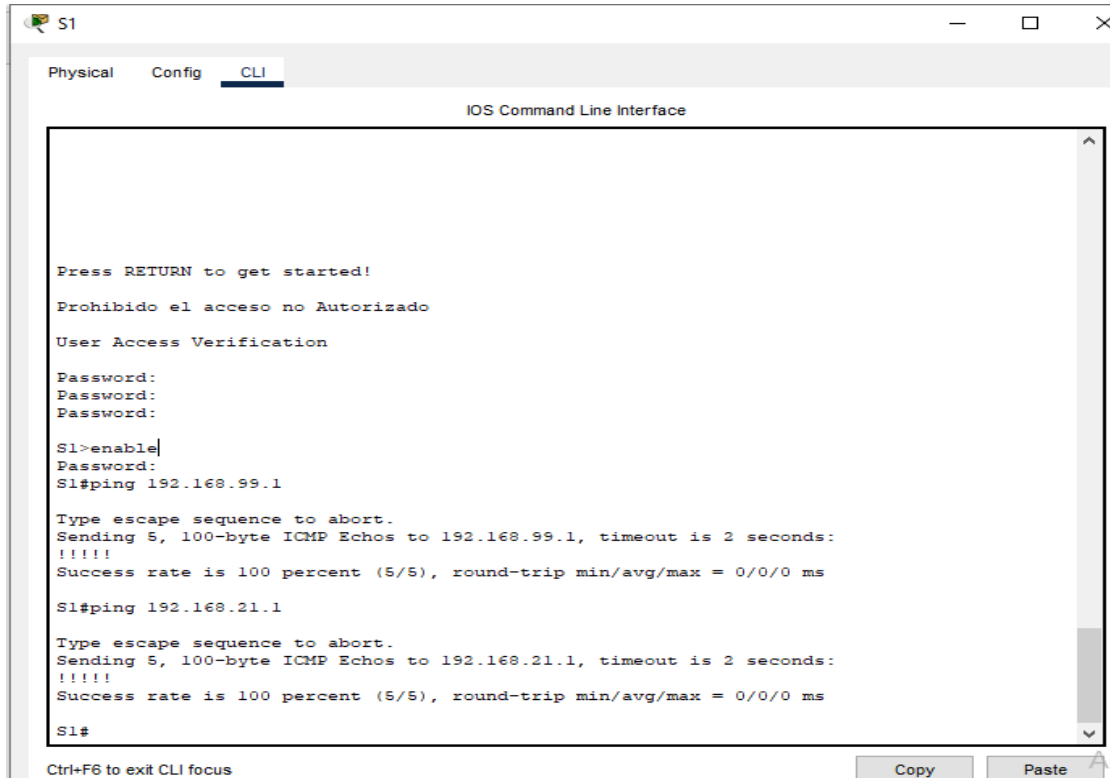 S1
Physical Config CLI
IOS Command Line Interface
Press RETURN to get started!
Prohibido el acceso no Autorizado
User Access Verification
Password:
Password:
Password:
S1>enable
Password:
S1#ping 192.168.99.1
Type escape sequence to abort.
Sending 5, 100-byte ICMP Echos to 192.168.99.1, timeout is 2 seconds:
!!!!!
Success rate is 100 percent (5/5), round-trip min/avg/max = 0/0/0 ms
S1#ping 192.168.21.1
Type escape sequence to abort.
Sending 5, 100-byte ICMP Echos to 192.168.21.1, timeout is 2 seconds:
!!!!!
Success rate is 100 percent (5/5), round-trip min/avg/max = 0/0/0 ms
S1#
Ctrl+F6 to exit CLI focus
Copy Paste A